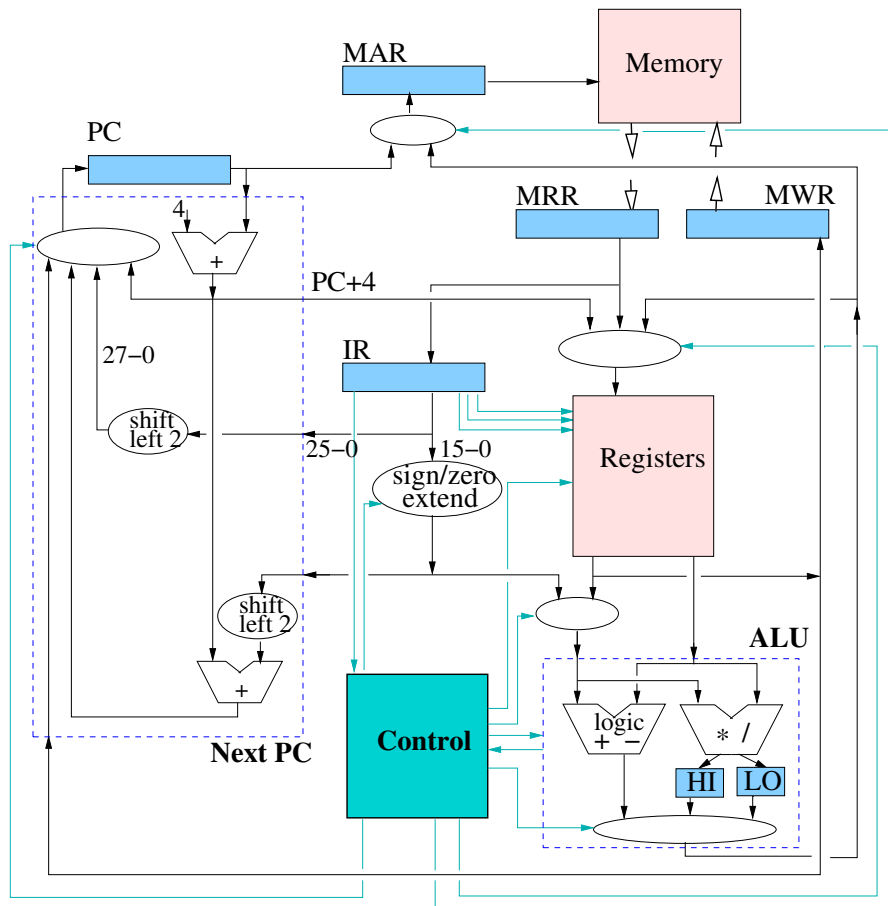 MAR
Memory
PC
MRR
MWR
4
+
PC+4
27-0
IR
shift
left 2
25-0
15-0
sign/zero
extend
Registers
shift
left 2
ALU
+
logic
+ -
* /
Control
Next PC
HI
LO